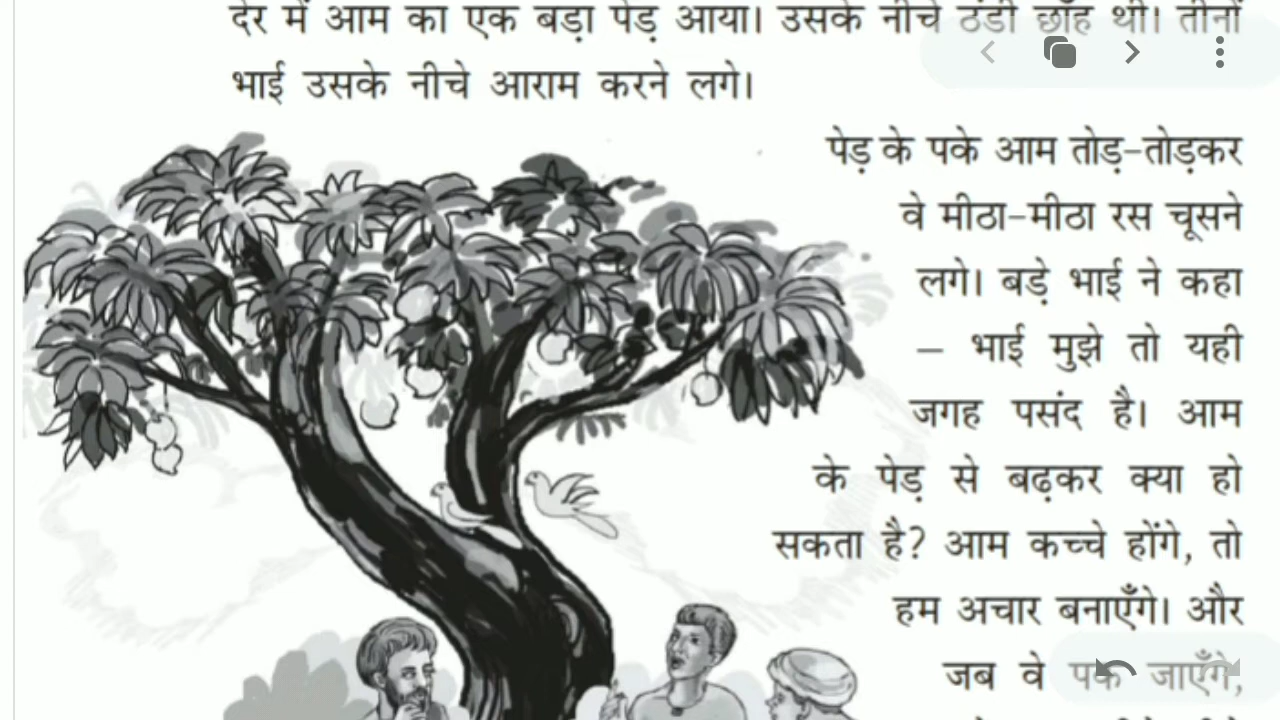 देर में आम का एक बड़ा पेड़ आया। उसके नीचे ठंडी छाँह थी। तीनों
भाई उसके नीचे आराम करने लगे।
पेड़ के पके आम तोड़-तोड़कर
वे मीठा-मीठा रस चूसने
लगे। बड़े भाई ने कहा
– भाई मुझे तो यही
जगह पसंद है। आम
के पेड़ से बढ़कर क्या हो
सकता है? आम कच्चे होंगे, तो
हम अचार बनाएँगे। और
जब वे पक जाएँगे,